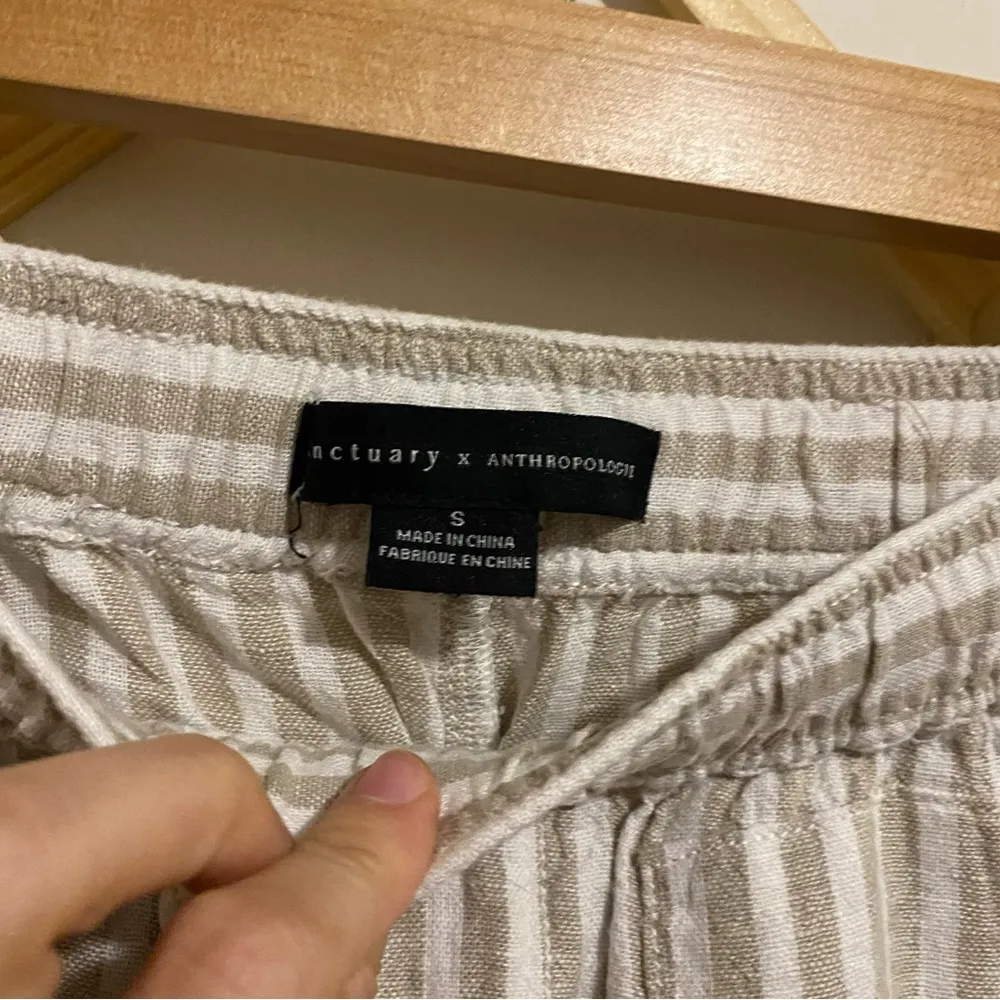 nctuary x ANTHROPOLOGIE
S
MADE IN CHINA
FABRIQUE EN CHINE